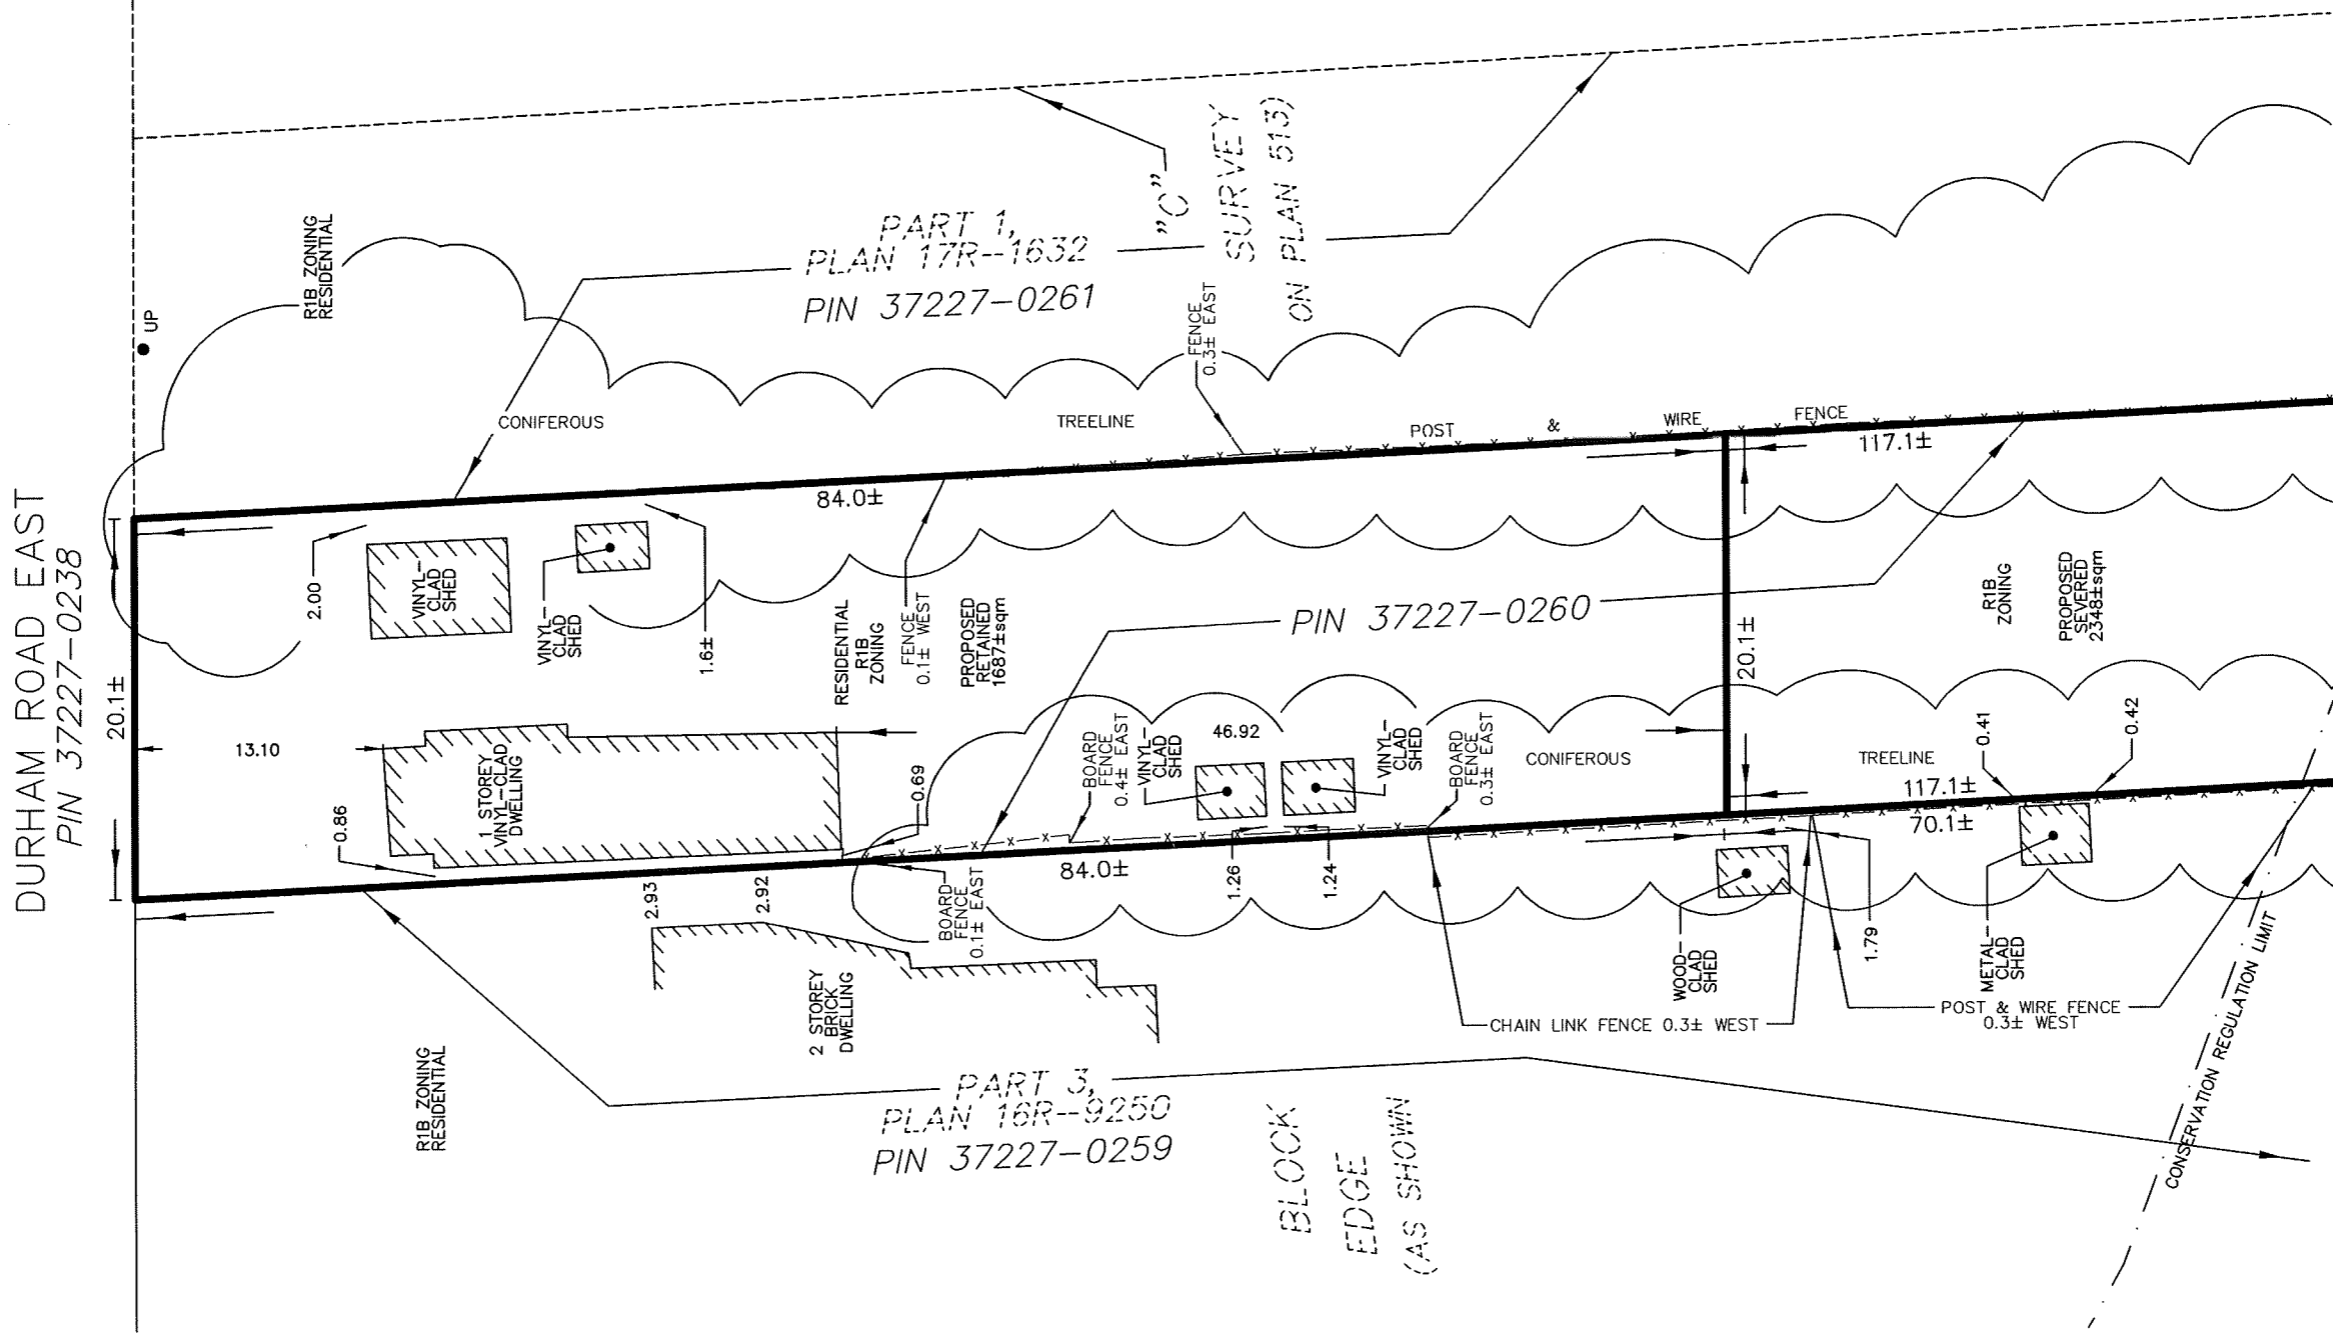 DURHAM ROAD EAST
PIN 37227-0238
20.1±
UP
R1B ZONING
RESIDENTIAL
PART 1,
PLAN 17R--1632
PIN 37227-0261
"C"
SURVEY
ON PLAN 513)
FENCE
0.3± EAST
CONIFEROUS
TREELINE
POST & WIRE FENCE
117.1±
84.0±
2.00
VINYL-
CLAD
SHED
VINYL-
CLAD
SHED
1.6±
RESIDENTIAL
R1B
ZONING
FENCE
0.1± WEST
PROPOSED
RETAINED
1687±sqm
PIN 37227-0260
20.1±
R1B
ZONING
PROPOSED
SEVERED
2348±sqm
13.10
0.86
1 STOREY
VINYL-CLAD
DWELLING
0.69
BOARD
FENCE
0.4± EAST
VINYL-
CLAD
SHED
46.92
VINYL-
CLAD
SHED
BOARD
FENCE
0.3± EAST
CONIFEROUS
TREELINE
0.41
0.42
117.1±
70.1±
84.0±
2.93
2.92
BOARD
FENCE
0.1± EAST
1.26
1.24
2 STOREY
BRICK
DWELLING
WOOD-
CLAD
SHED
1.79
METAL-
CLAD
SHED
CHAIN LINK FENCE 0.3± WEST
POST & WIRE FENCE
0.3± WEST
CONSERVATION REGULATION LIMIT
R1B ZONING
RESIDENTIAL
PART 3,
PLAN 16R--9250
PIN 37227-0259
BLOCK
EDGE
(AS SHOWN